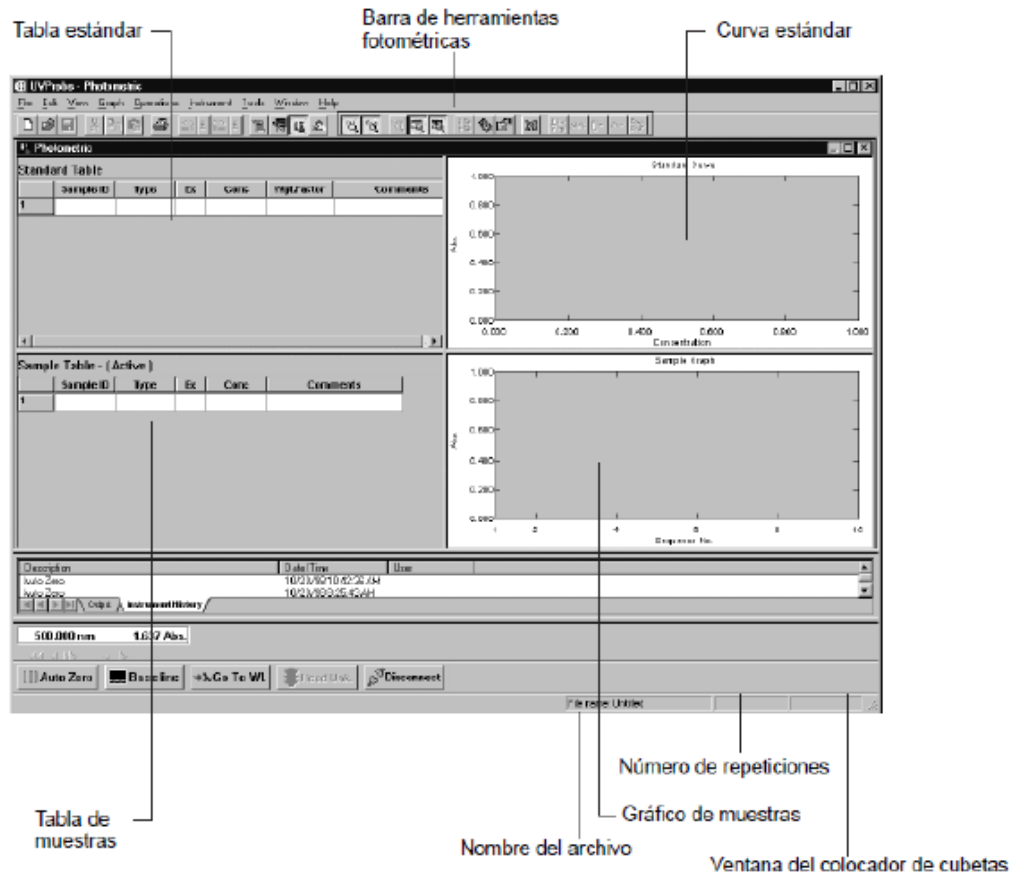 Tabla estándar
Barra de herramientas
fotométricas
Curva estándar
UVProbe - Photometric
File Edit View Graph Operations Instrument Tools Window Help
Photometric
Standard Table
Sample ID Type Ex Conc WgtFactor Comments
1
Standard Curve
Abs.
1.000
0.800
0.600
0.400
0.200
0.000
0.000 0.200 0.400 0.600 0.800 1.000
Concentration
Sample Table - ( Active )
Sample ID Type Ex Conc Comments
1
Sample Graph
Abs.
1.000
0.800
0.600
0.400
0.200
0.000
2 4 6 8 10
Sequence No.
Description Date/Time User
Auto Zero
Auto Zero
Output Instrument History
500.000 nm 1.637 Abs.
Auto Zero Baseline Go To WL Read Unk. Disconnect
File name: Untitled
Número de repeticiones
Gráfico de muestras
Tabla de
muestras
Nombre del archivo
Ventana del colocador de cubetas